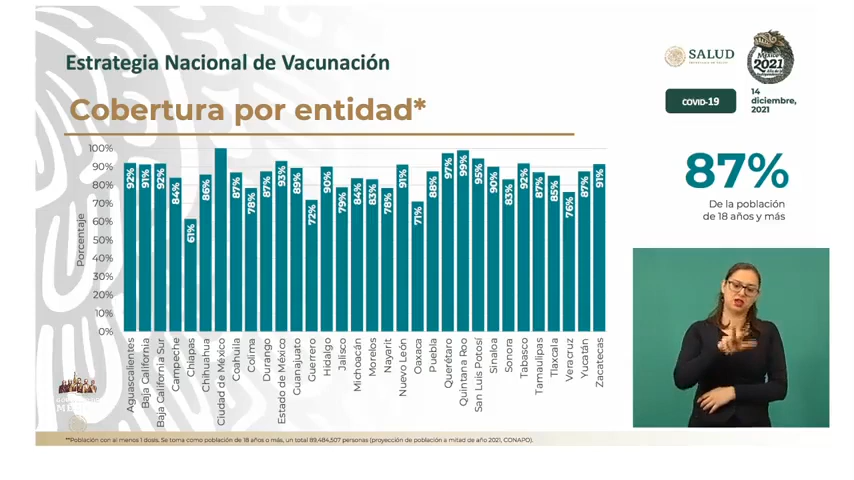 Estrategia Nacional de Vacunación
SALUD
SECRETARÍA DE SALUD
México
2021
Cobertura por entidad*
COVID-19
14
diciembre,
2021
Porcentaje
100%
90%
80%
70%
60%
50%
40%
30%
20%
10%
0%
92%
91%
92%
84%
61%
86%
87%
78%
87%
93%
89%
72%
90%
79%
84%
83%
78%
91%
71%
88%
97%
99%
95%
90%
83%
92%
87%
85%
76%
87%
91%
Aguascalientes
Baja California
Baja California Sur
Campeche
Chiapas
Chihuahua
Ciudad de México
Coahuila
Colima
Durango
Estado de México
Guanajuato
Guerrero
Hidalgo
Jalisco
Michoacán
Morelos
Nayarit
Nuevo León
Oaxaca
Puebla
Querétaro
Quintana Roo
San Luis Potosí
Sinaloa
Sonora
Tabasco
Tamaulipas
Tlaxcala
Veracruz
Yucatán
Zacatecas
87%
De la población
de 18 años y más
**Población con al menos 1 dosis. Se toma como población de 18 años o más, un total 89,484,507 personas (proyección de población a mitad de año 2021, CONAPO).